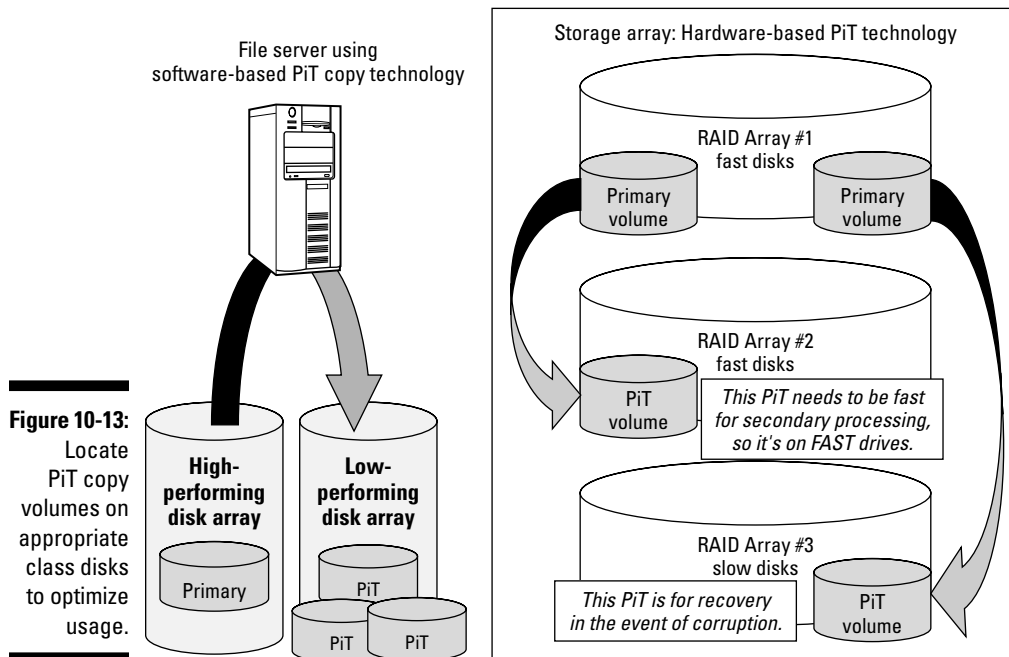 File server using
software-based PiT copy technology
High-
performing
disk array
Primary
Low-
performing
disk array
PiT
PiT
PiT
Figure 10-13:
Locate
PiT copy
volumes on
appropriate
class disks
to optimize
usage.
Storage array: Hardware-based PiT technology
RAID Array #1
fast disks
Primary
volume
Primary
volume
RAID Array #2
fast disks
PiT
volume
This PiT needs to be fast
for secondary processing,
so it's on FAST drives.
RAID Array #3
slow disks
This PiT is for recovery
in the event of corruption.
PiT
volume